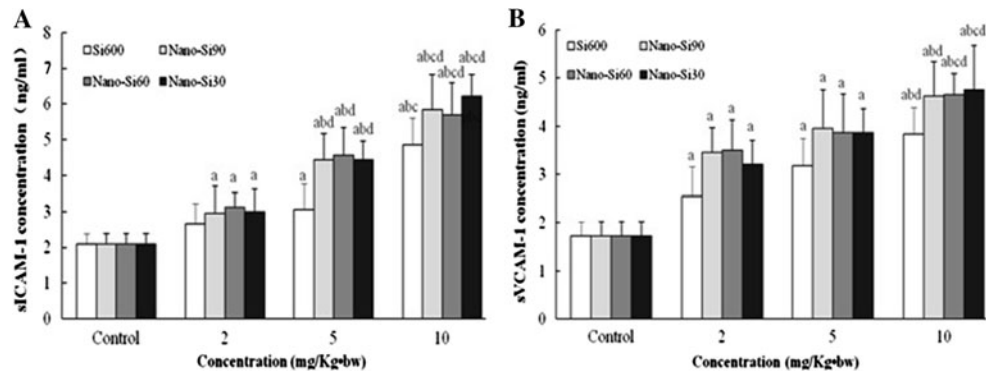 A
sICAM-1 concentration (ng/ml)
8
7
6
5
4
3
2
1
0
Si600
Nano-Si90
Nano-Si60
Nano-Si30
a
a
a
a
abd
abd
abd
abc
abcd
abcd
abcd
Control
2
5
10
Concentration (mg/Kg•bw)
B
sVCAM-1 concentration (ng/ml)
6
5
4
3
2
1
0
Si600
Nano-Si90
Nano-Si60
Nano-Si30
a
a
a
a
a
a
a
a
abd
abcd
abcd
abcd
Control
2
5
10
Concentration (mg/Kg•bw)